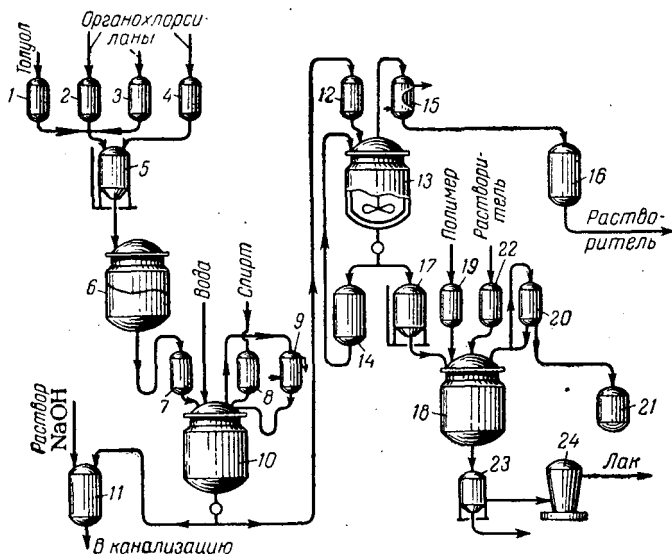 Органохлорси-
ланы
Толуол
1
2
3
4
5
6
Вода
Спирт
7
8
9
10
Раствор
NaOH
11
В канализацию
12
13
14
15
16
Раство-
ритель
17
Полимер
Раствори-
тель
18
19
22
20
21
23
24
Лак